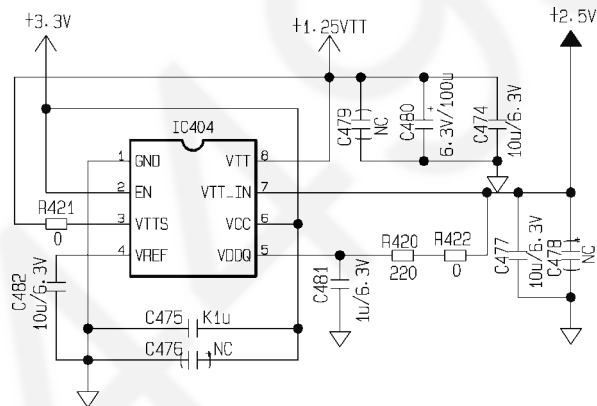 +3.3V
+1.25VTT
+2.5V
IC404
1 GND VTT 8
2 EN VTT_IN 7
3 VTTS VCC 6
4 VREF VDDQ 5
R421
0
C482
10u/6.3V
C475 K1u
C476 + NC
C479
NC
C480 +
6.3V/100u
C474
10u/6.3V
C481
1u/6.3V
R420
220
R422
0
C477
10u/6.3V
C478 +
NC